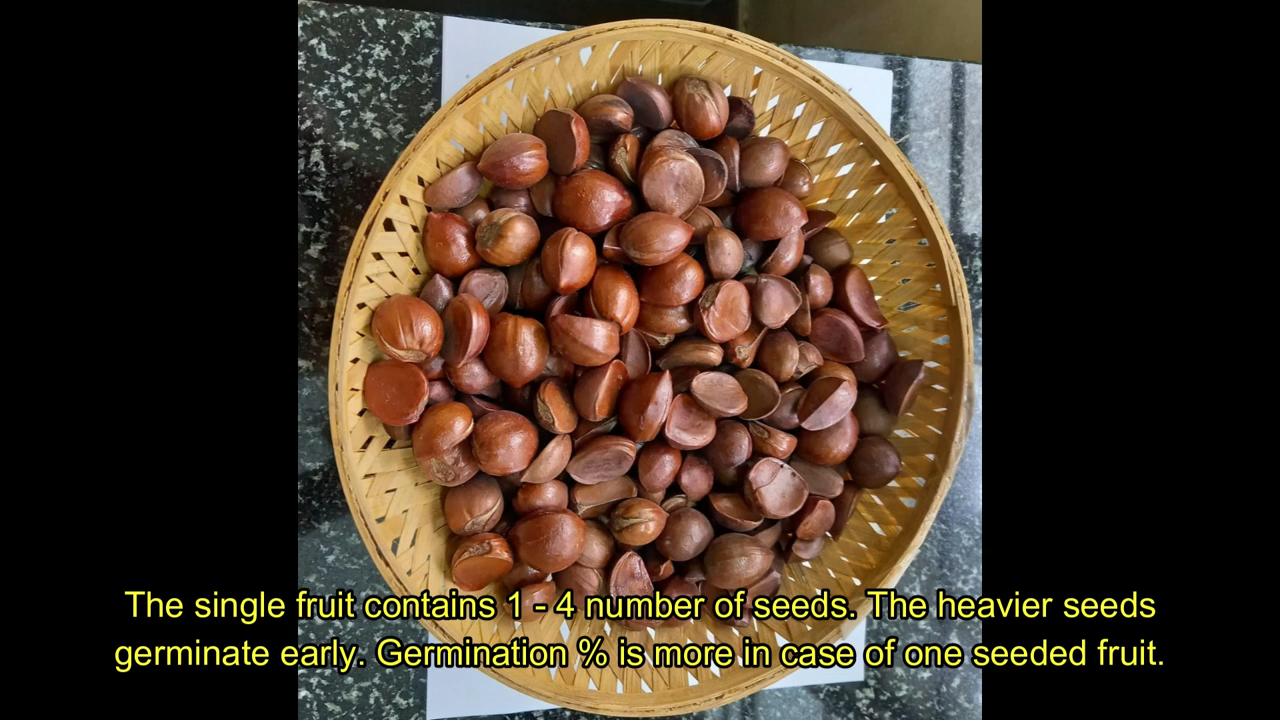 The single fruit contains 1 - 4 number of seeds. The heavier seeds
germinate early. Germination % is more in case of one seeded fruit.